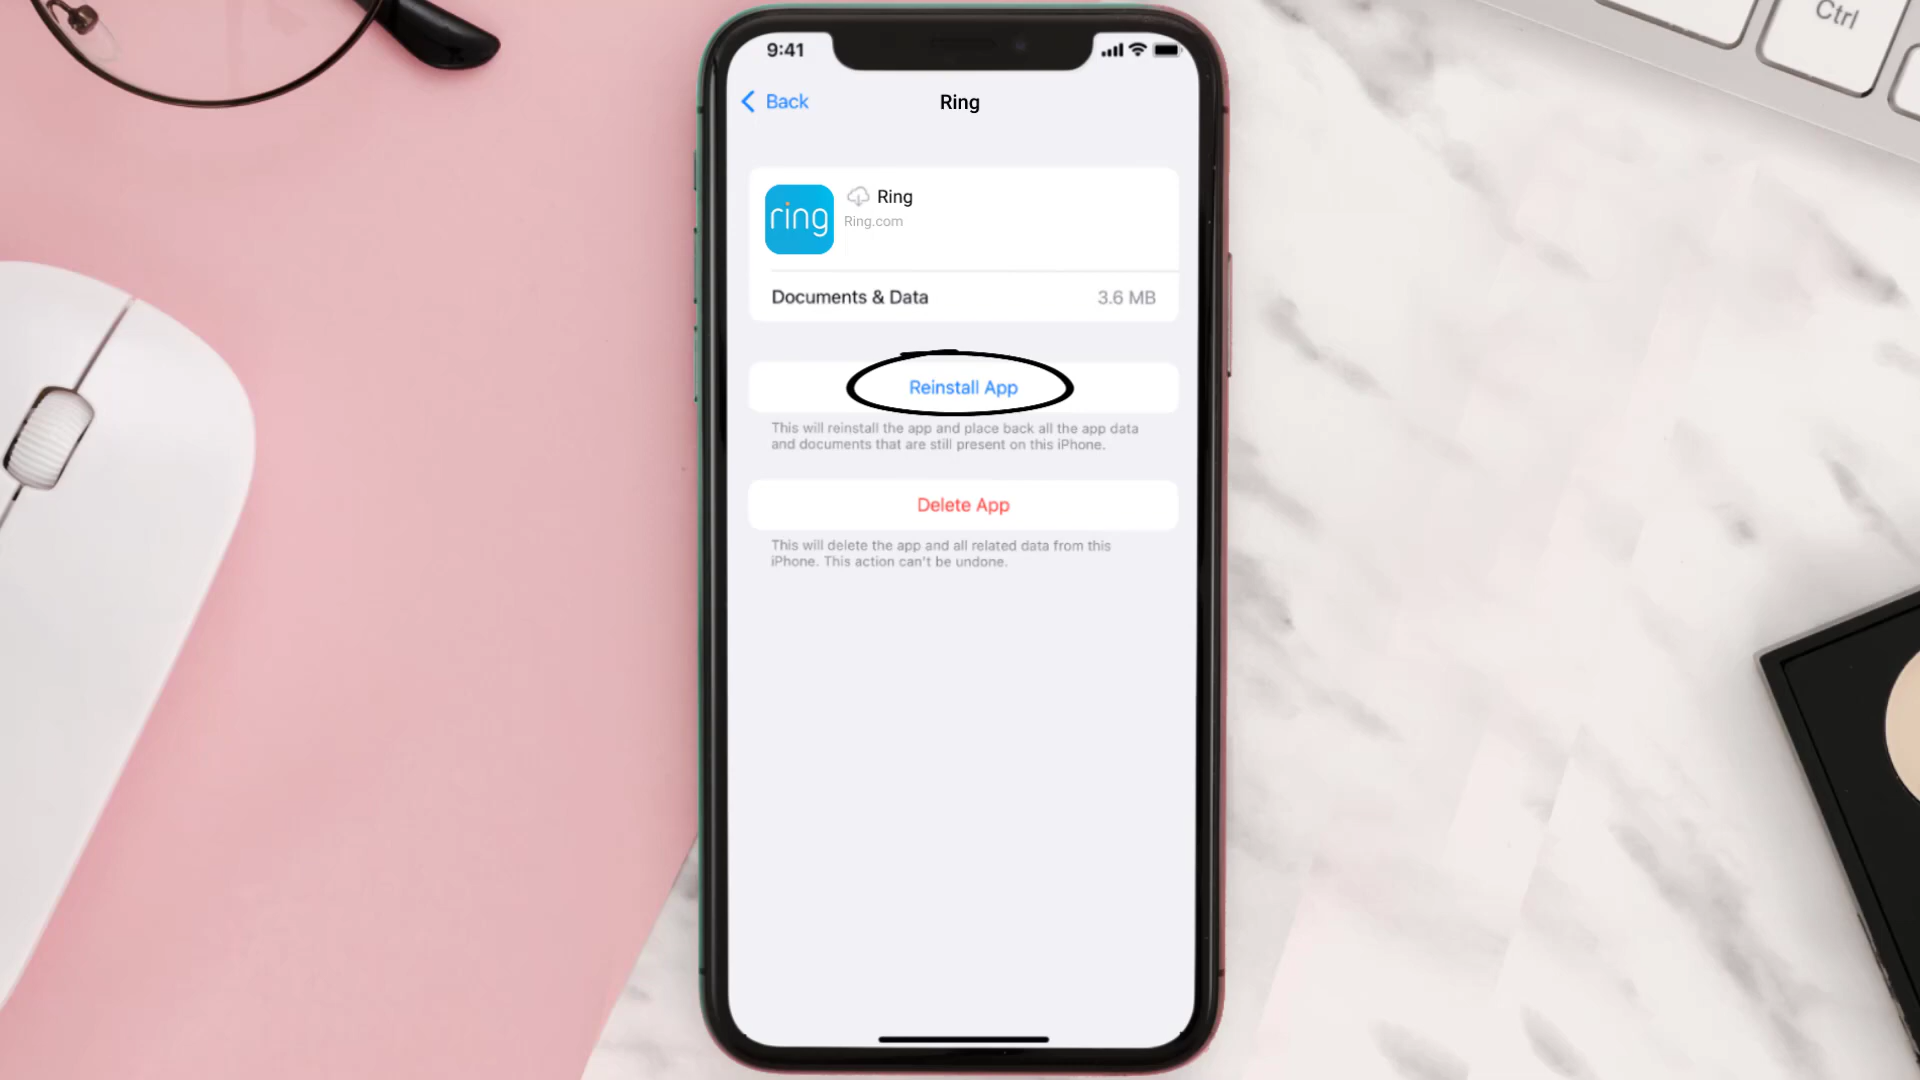 9:41
Back
Ring
ring
Ring
Ring.com
Documents & Data 3.6 MB
Reinstall App
This will reinstall the app and place back all the app data
and documents that are still present on this iPhone.
Delete App
This will delete the app and all related data from this
iPhone. This action can't be undone.
Ctrl